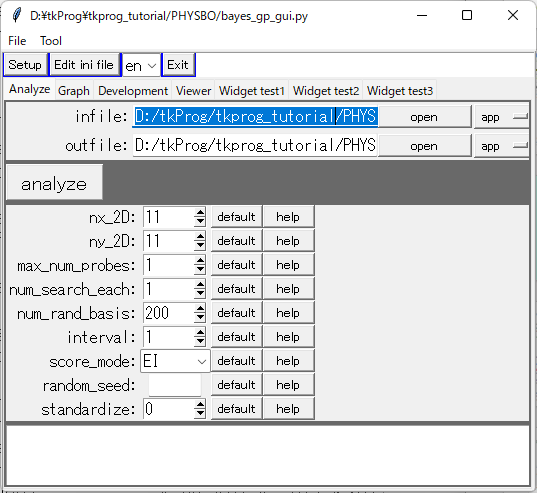 D:¥tkProg¥tkprog_tutorial/PHYSBO/bayes_gp_gui.py
File Tool
Setup Edit ini file en Exit
Analyze Graph Development Viewer Widget test1 Widget test2 Widget test3
infile: D:/tkProg/tkprog_tutorial/PHYS open app
outfile: D:/tkProg/tkprog_tutorial/PHYS open app
analyze
nx_2D: 11 default help
ny_2D: 11 default help
max_num_probes: 1 default help
num_search_each: 1 default help
num_rand_basis: 200 default help
interval: 1 default help
score_mode: EI default help
random_seed: default help
standardize: 0 default help